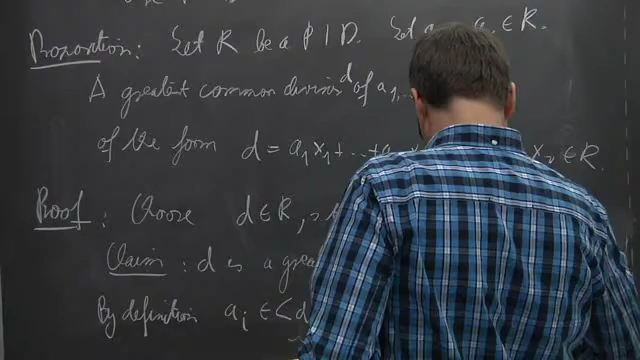 Proposition: Let R be a PID. Let a₁ ∈ R.
A greatest common divisor d of a₁,..
of the form d = a₁x₁+...+ ∈ R.
Proof: Choose d ∈ R,
Claim: d is a
By definition aᵢ ∈ <d